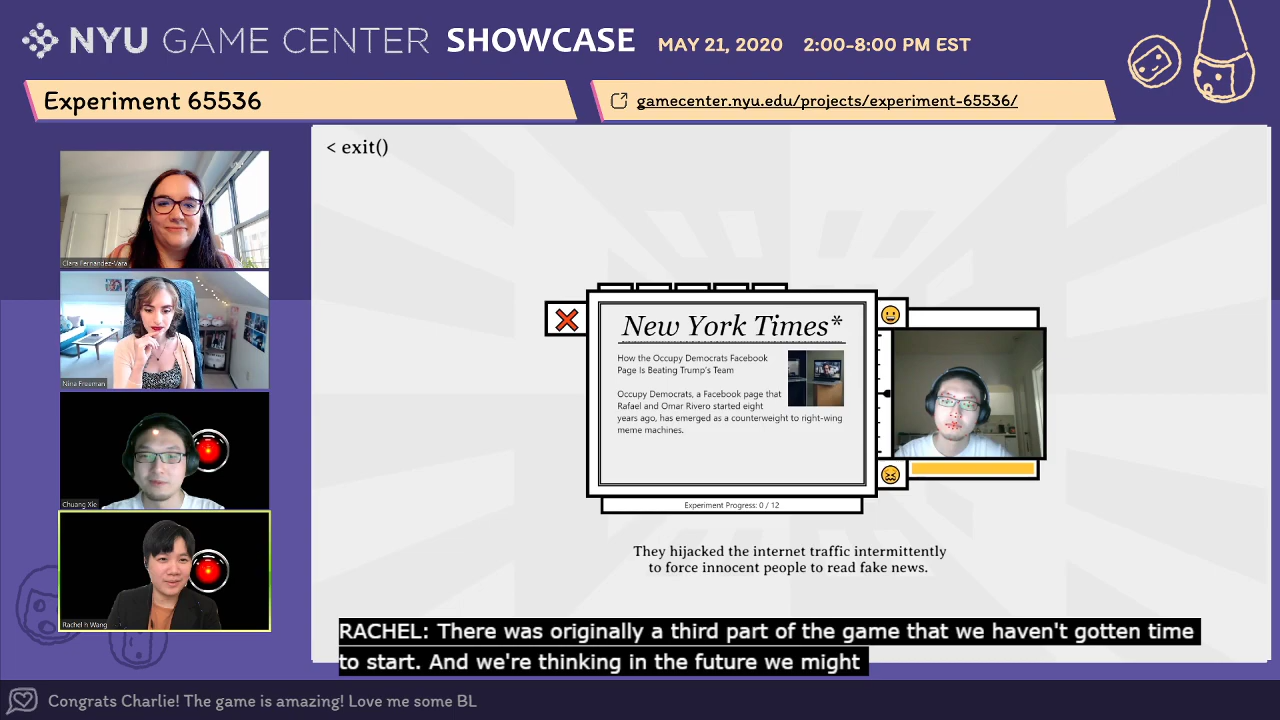 NYU GAME CENTER SHOWCASE
MAY 21, 2020 2:00-8:00 PM EST
Experiment 65536
gamecenter.nyu.edu/projects/experiment-65536/
< exit()
Clara Fernandez-Vara
Nina Freeman
Chuang Xie
Rachel h Wang
New York Times*
How the Occupy Democrats Facebook
Page Is Beating Trump's Team
Occupy Democrats, a Facebook page that
Rafael and Omar Rivero started eight
years ago, has emerged as a counterweight to right-wing
meme machines.
Experiment Progress: 0 / 12
They hijacked the internet traffic intermittently
to force innocent people to read fake news.
RACHEL: There was originally a third part of the game that we haven't gotten time
to start. And we're thinking in the future we might
Congrats Charlie! The game is amazing! Love me some BL